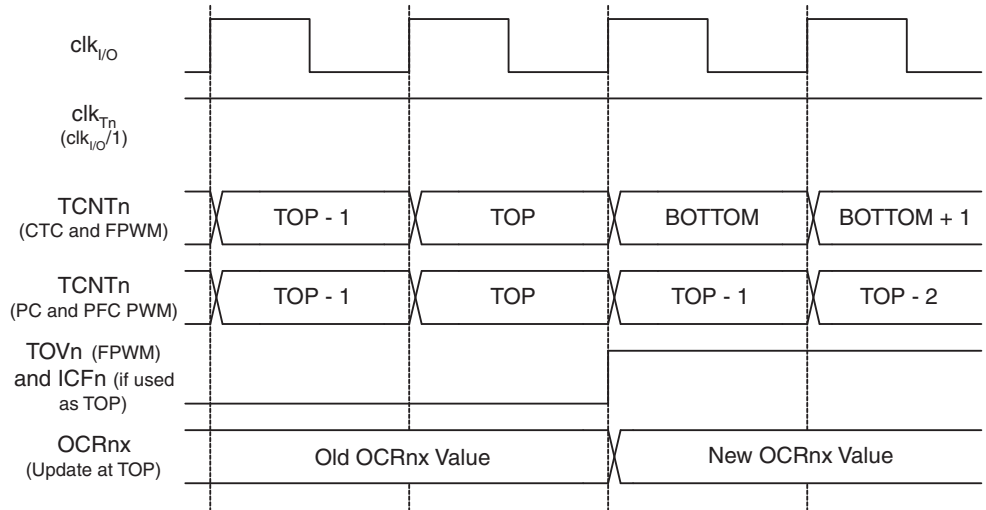 clkI/O
clkTn
(clkI/O/1)
TCNTn
(CTC and FPWM)
TOP - 1
TOP
BOTTOM
BOTTOM + 1
TCNTn
(PC and PFC PWM)
TOP - 1
TOP
TOP - 1
TOP - 2
TOVn (FPWM)
and ICFn (if used
as TOP)
OCRnx
(Update at TOP)
Old OCRnx Value
New OCRnx Value